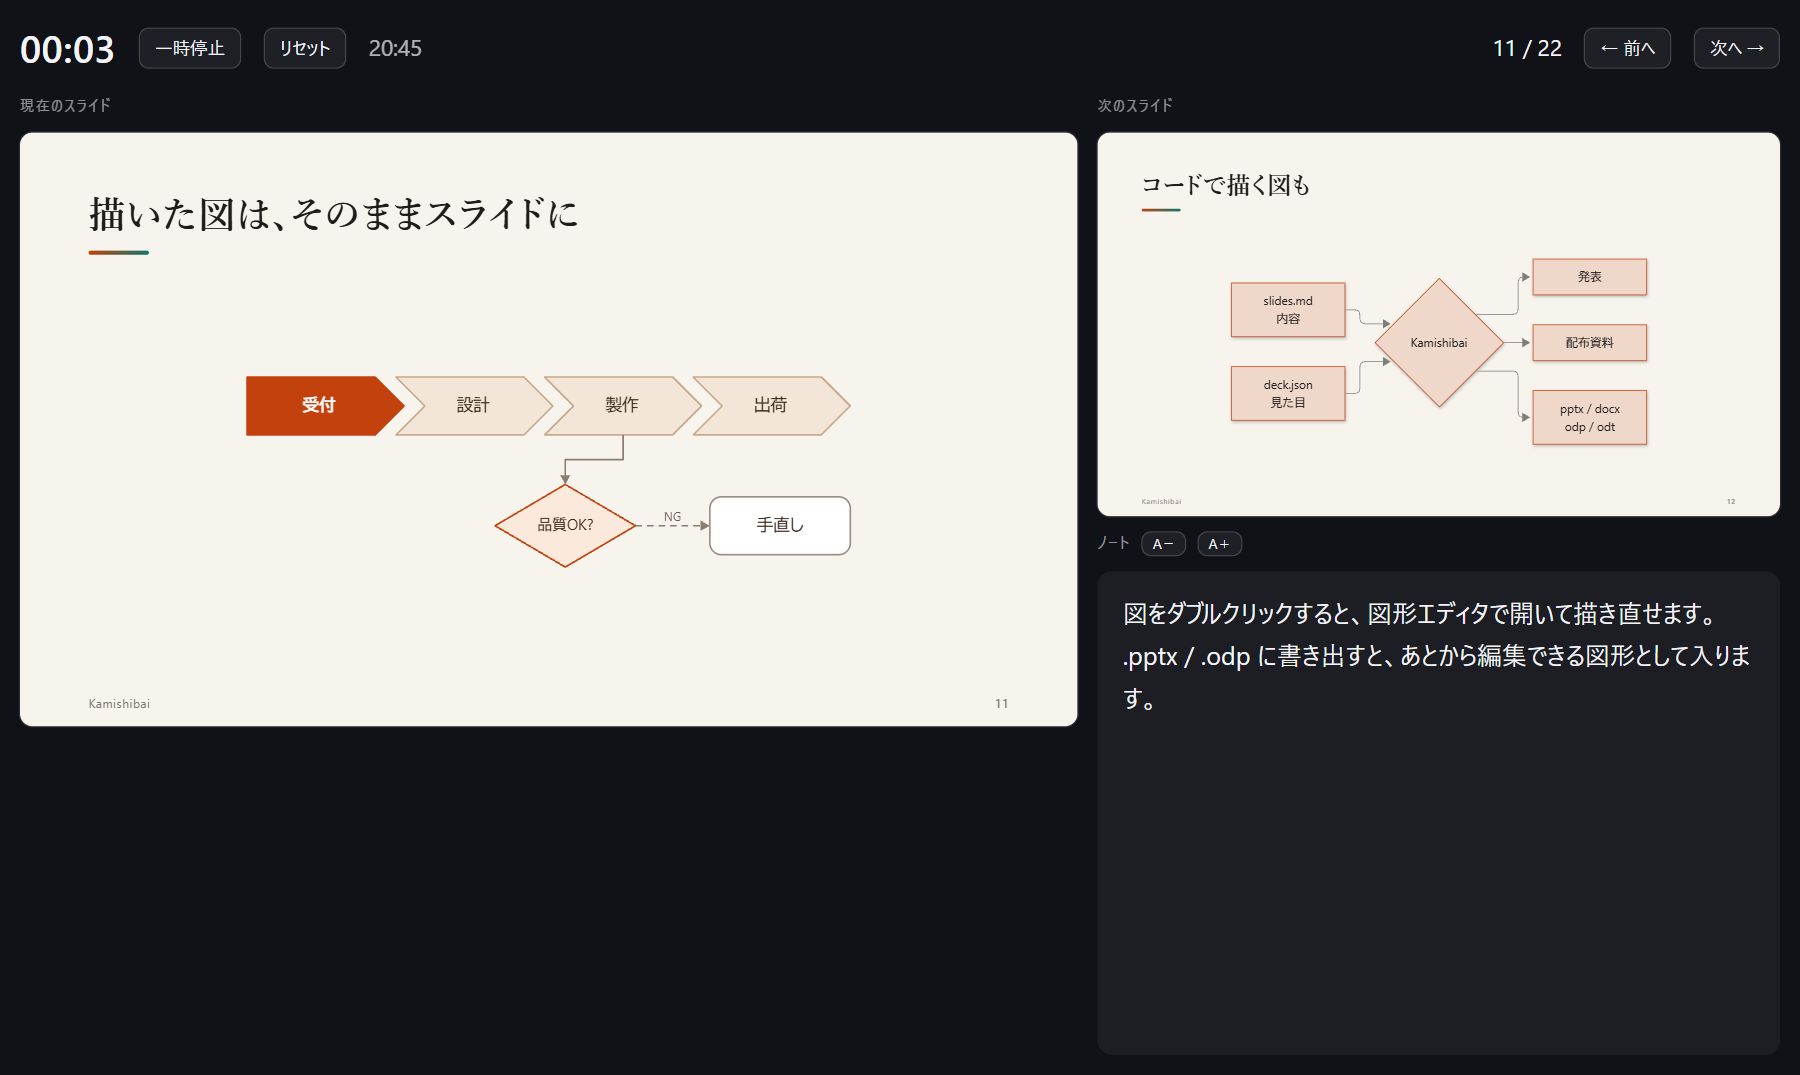 00:03 一時停止 リセット 20:45 11 / 22 ← 前へ 次へ →
現在のスライド
描いた図は、そのままスライドに
受付 設計 製作 出荷
品質OK? NG 手直し
Kamishibai 11
次のスライド
コードで描く図も
slides.md
内容
deck.json
見た目
Kamishibai
発表
配布資料
pptx / docx
odp / odt
Kamishibai 12
ノート A− A+
図をダブルクリックすると、図形エディタで開いて描き直せます。
.pptx / .odp に書き出すと、あとから編集できる図形として入りま
す。